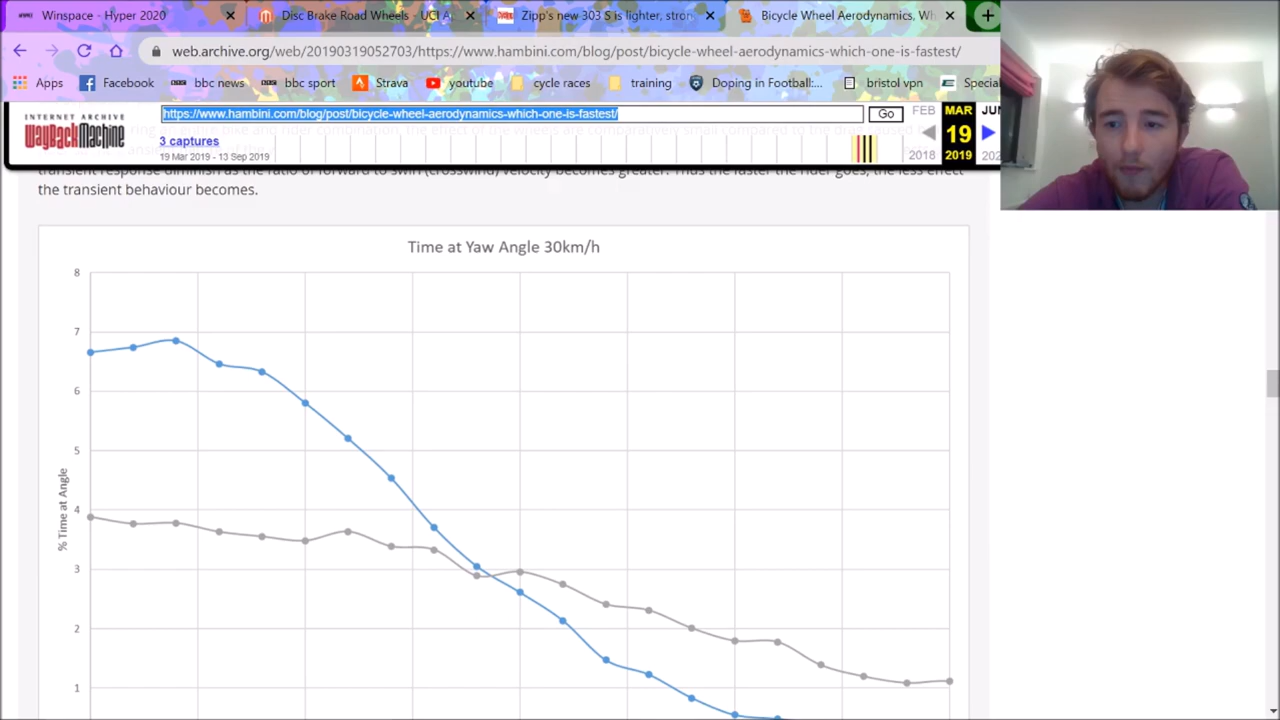 Winspace - Hyper 2020
Disc Brake Road Wheels - UCI Ap
Zipp's new 303 S is lighter, stron
Bicycle Wheel Aerodynamics, Wh
web.archive.org/web/20190319052703/https://www.hambini.com/blog/post/bicycle-wheel-aerodynamics-which-one-is-fastest/
Apps
Facebook
bbc news
bbc sport
Strava
youtube
cycle races
training
Doping in Football:...
bristol vpn
Special
INTERNET ARCHIVE
WayBackMachine
https://www.hambini.com/blog/post/bicycle-wheel-aerodynamics-which-one-is-fastest/
Go
FEB
MAR
JUN
3 captures
19
19 Mar 2019 - 13 Sep 2019
2018
2019
202
transient response diminish as the ratio of forward to swirl (crosswind) velocity becomes greater. Thus the faster the rider goes, the less effect
the transient behaviour becomes.
Time at Yaw Angle 30km/h
8
7
6
5
4
3
2
1
% Time at Angle